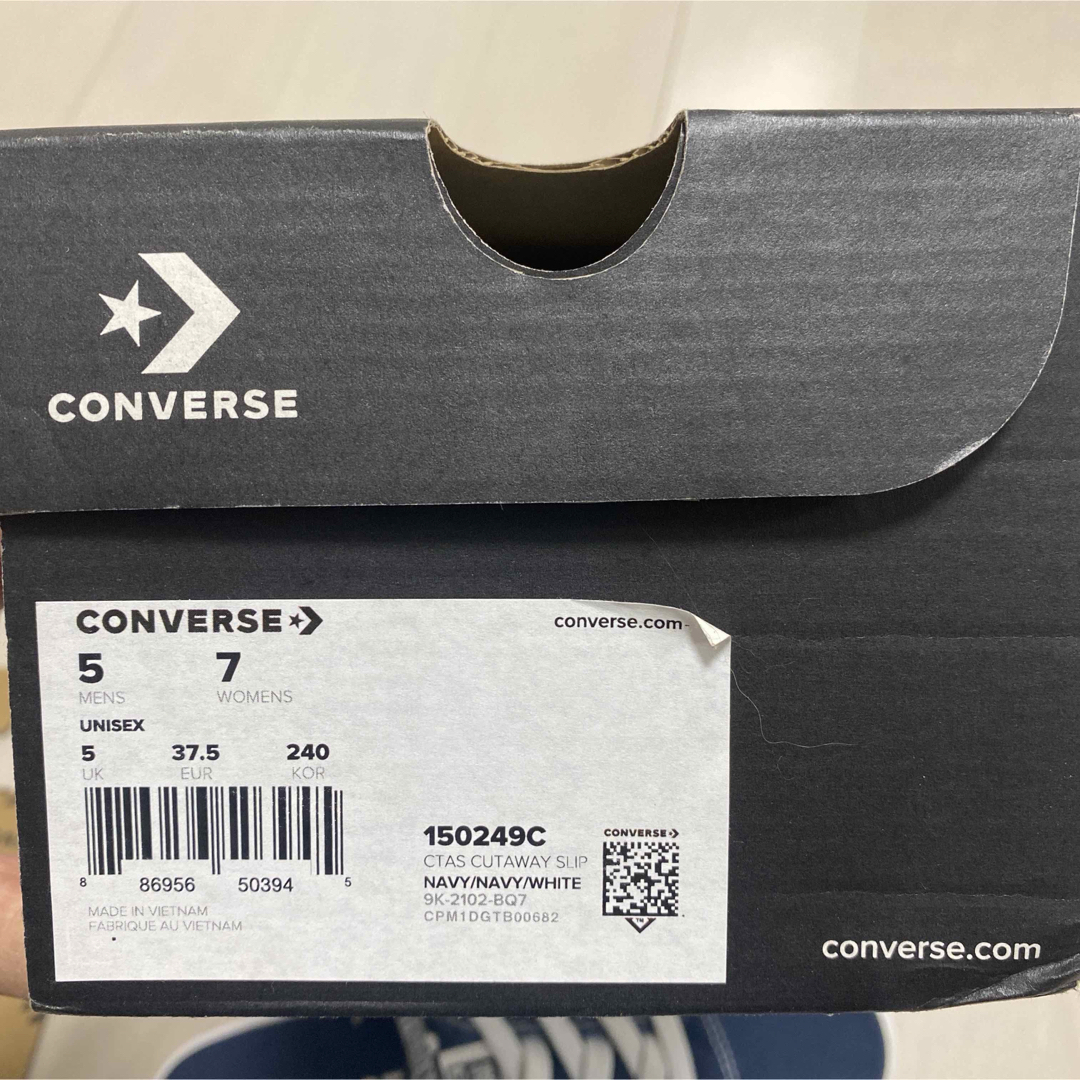 CONVERSE
CONVERSE
converse.com
5 7
MENS WOMENS
UNISEX
5 37.5 240
UK EUR KOR
8 86956 50394 5
MADE IN VIETNAM
FABRIQUE AU VIETNAM
150249C
CTAS CUTAWAY SLIP
NAVY/NAVY/WHITE
9K-2102-BQ7
CPM1DGTB00682
CONVERSE
TM
converse.com